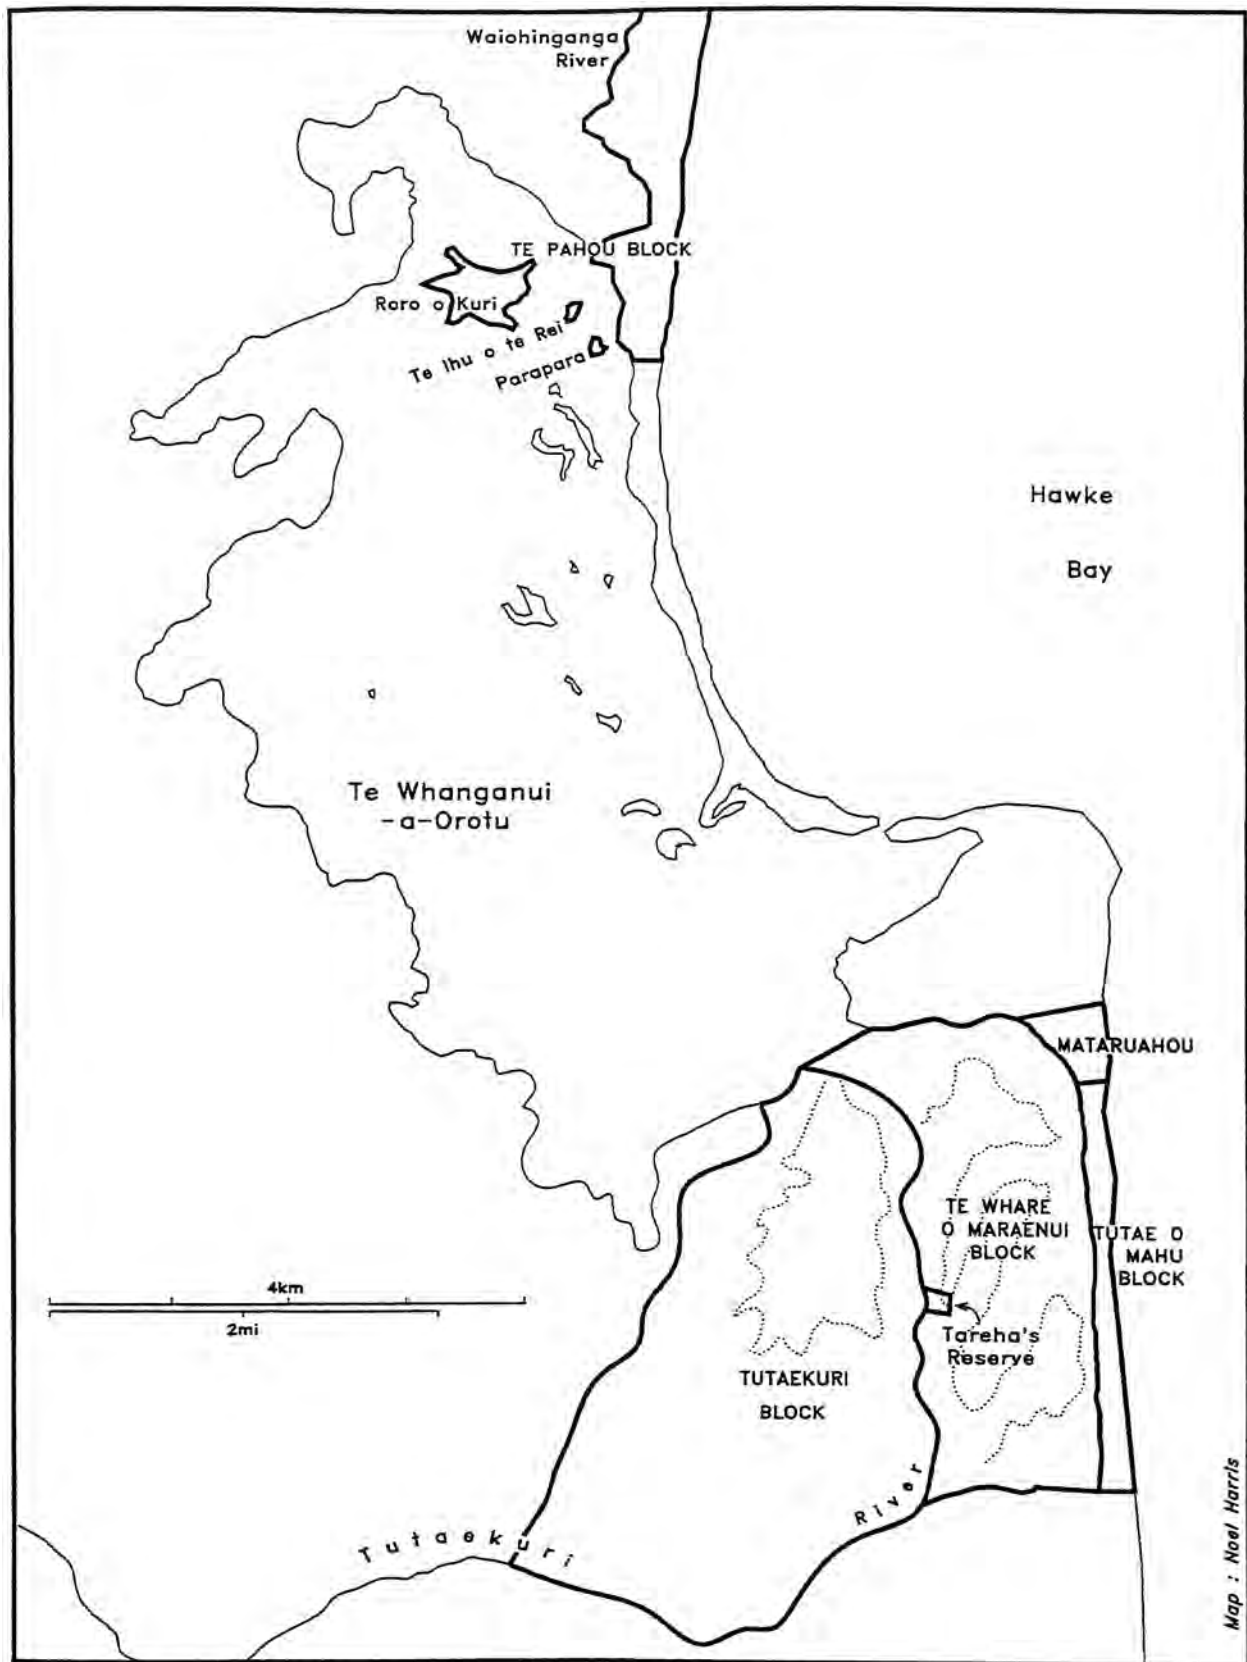 Waiohinganga
River
TE PAHOU BLOCK
Roro o Kuri
Te Ihu o te Rei
Parapara
Hawke
Bay
Te Whanganui
-a-Orotu
MATARUAHOU
TE WHARE
O MARAENUI
BLOCK
TUTAE O
MAHU
BLOCK
4km
2mi
Tareha's
Reserve
TUTAEKURI
BLOCK
Tutaekuri
River
Map : Noel Harris